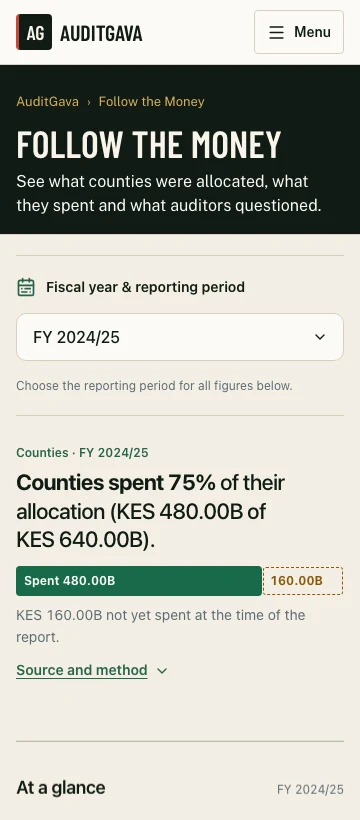 AG AUDITGAVA
Menu
AuditGava › Follow the Money
FOLLOW THE MONEY
See what counties were allocated, what
they spent and what auditors questioned.
Fiscal year & reporting period
FY 2024/25
Choose the reporting period for all figures below.
Counties · FY 2024/25
Counties spent 75% of their
allocation (KES 480.00B of
KES 640.00B).
Spent 480.00B
160.00B
KES 160.00B not yet spent at the time of the
report.
Source and method
At a glance
FY 2024/25